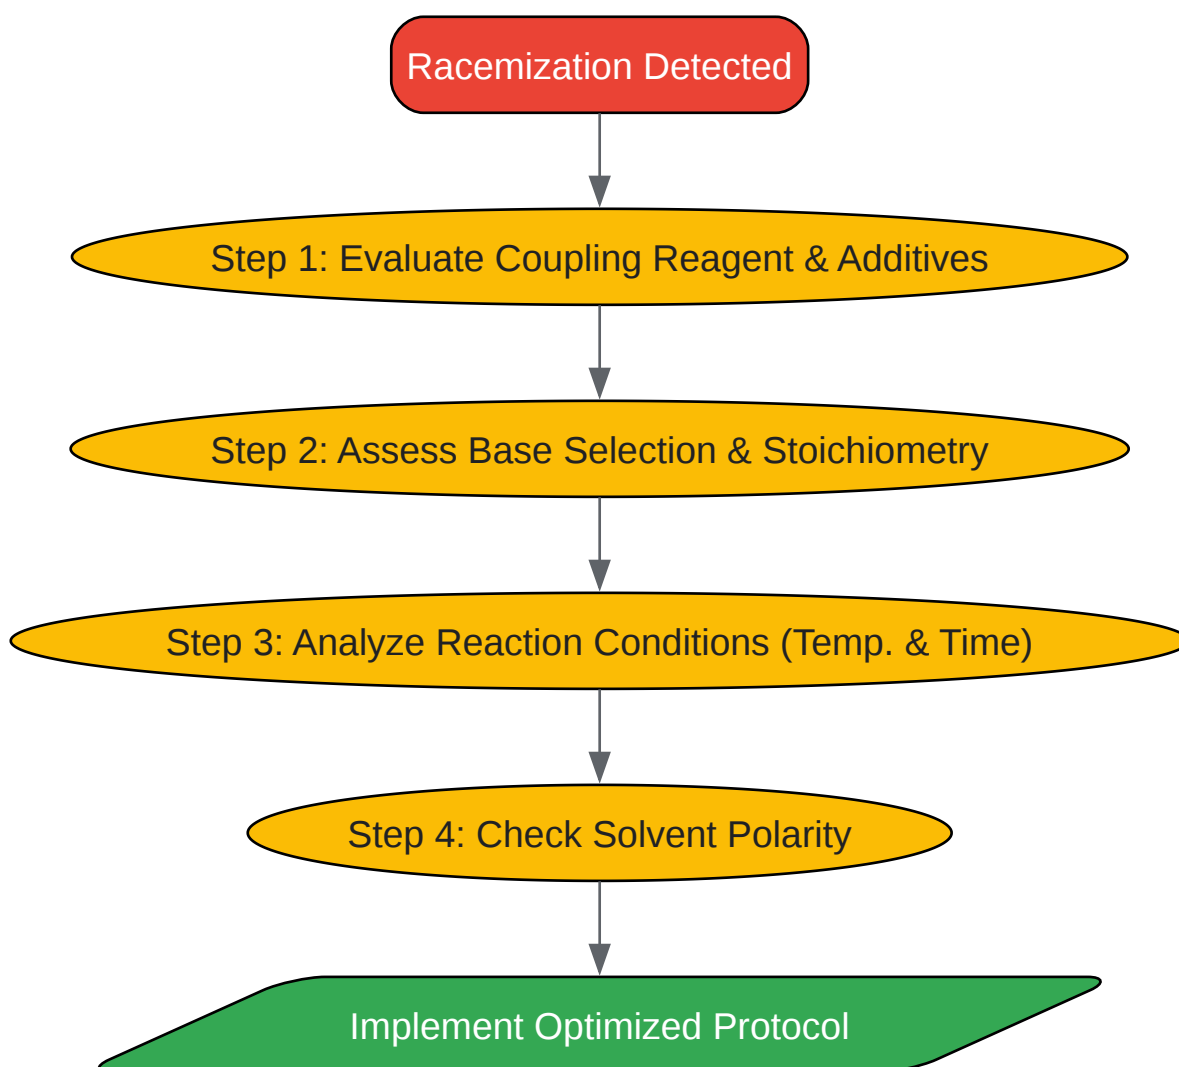 Racemization Detected
Step 1: Evaluate Coupling Reagent & Additives
Step 2: Assess Base Selection & Stoichiometry
Step 3: Analyze Reaction Conditions (Temp. & Time)
Step 4: Check Solvent Polarity
Implement Optimized Protocol